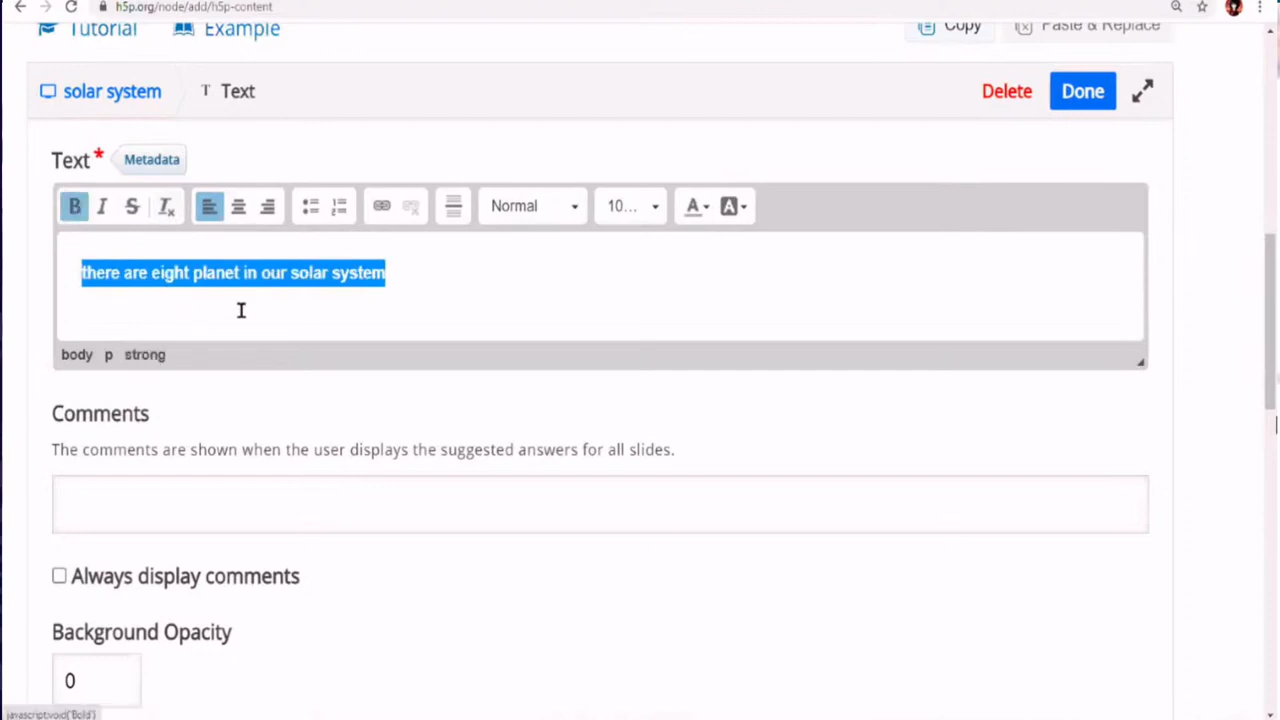 h5p.org/node/add/h5p-content
Tutorial Example Copy Paste & Replace
solar system T Text Delete Done
Text* Metadata
B I S Ix Normal 10... A A
there are eight planet in our solar system
body p strong
Comments
The comments are shown when the user displays the suggested answers for all slides.
Always display comments
Background Opacity
0
javascript:void('Bold')